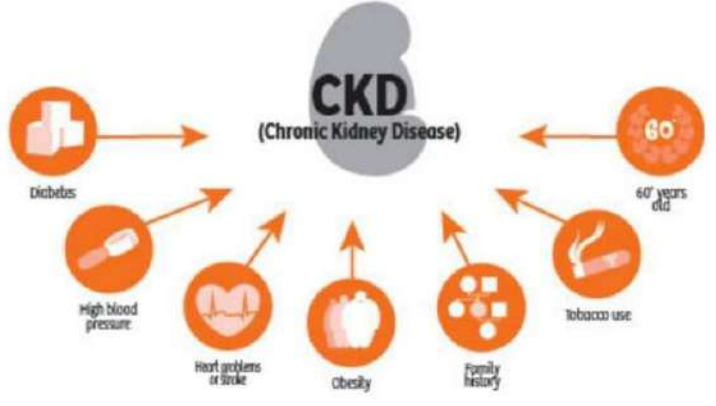 CKD
(Chronic Kidney Disease)
60
Diabetes
60+ years
old
High blood
pressure
Tobacco use
Heart problems
or stroke
Obesity
Family
history